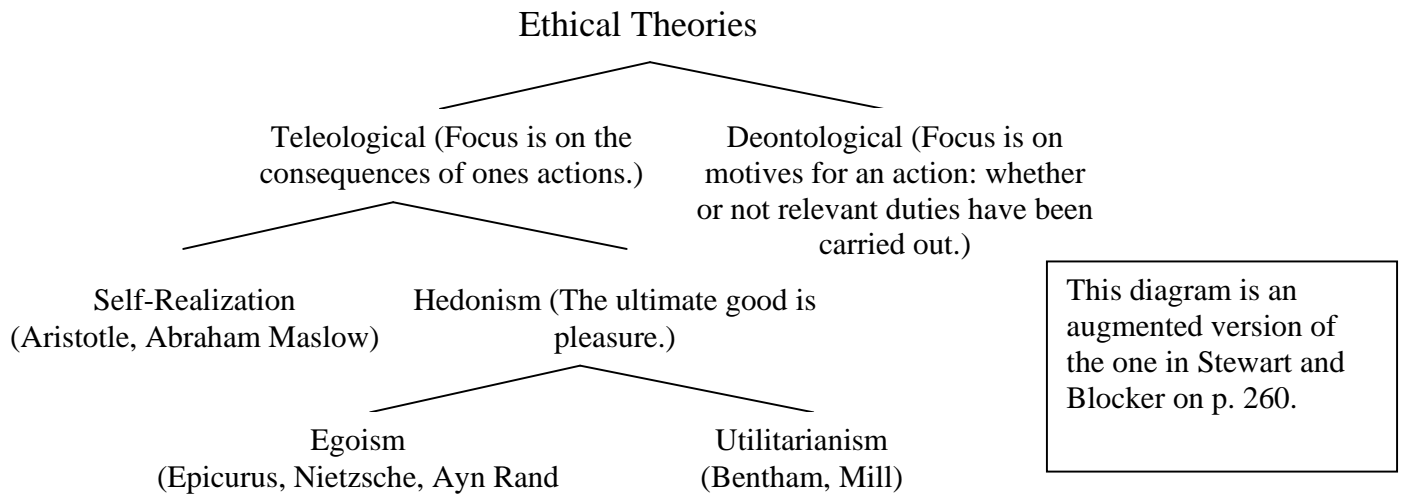 Ethical Theories
Teleological (Focus is on the
consequences of ones actions.)
Deontological (Focus is on
motives for an action: whether
or not relevant duties have been
carried out.)
Self-Realization
(Aristotle, Abraham Maslow)
Hedonism (The ultimate good is
pleasure.)
This diagram is an
augmented version of
the one in Stewart and
Blocker on p. 260.
Egoism
(Epicurus, Nietzsche, Ayn Rand
Utilitarianism
(Bentham, Mill)